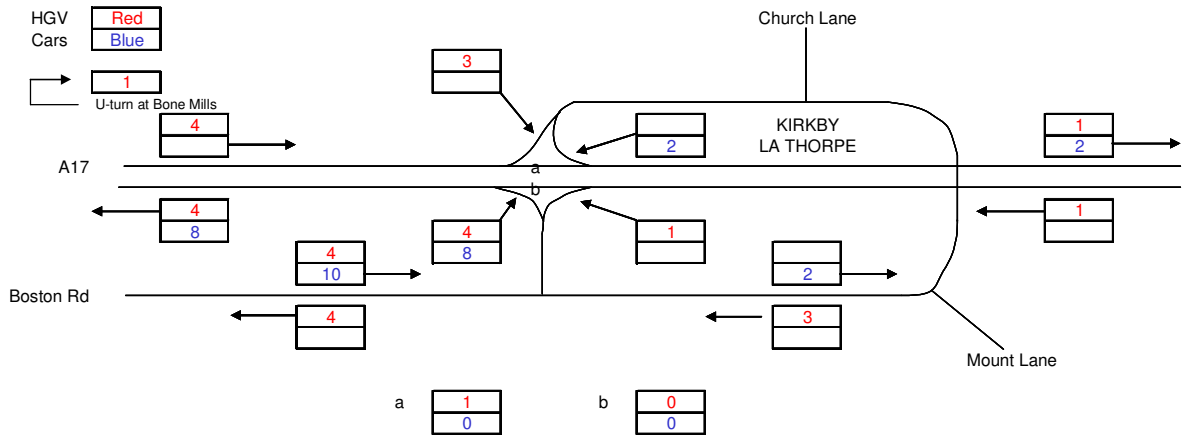 Church Lane
HGV Red
Cars Blue
3
1
U-turn at Bone Mills
4
KIRKBY
LA THORPE
2
1
2
A17
a
b
4
8
4
8
1
1
4
10
2
Boston Rd
4
3
Mount Lane
a 1
0
b 0
0